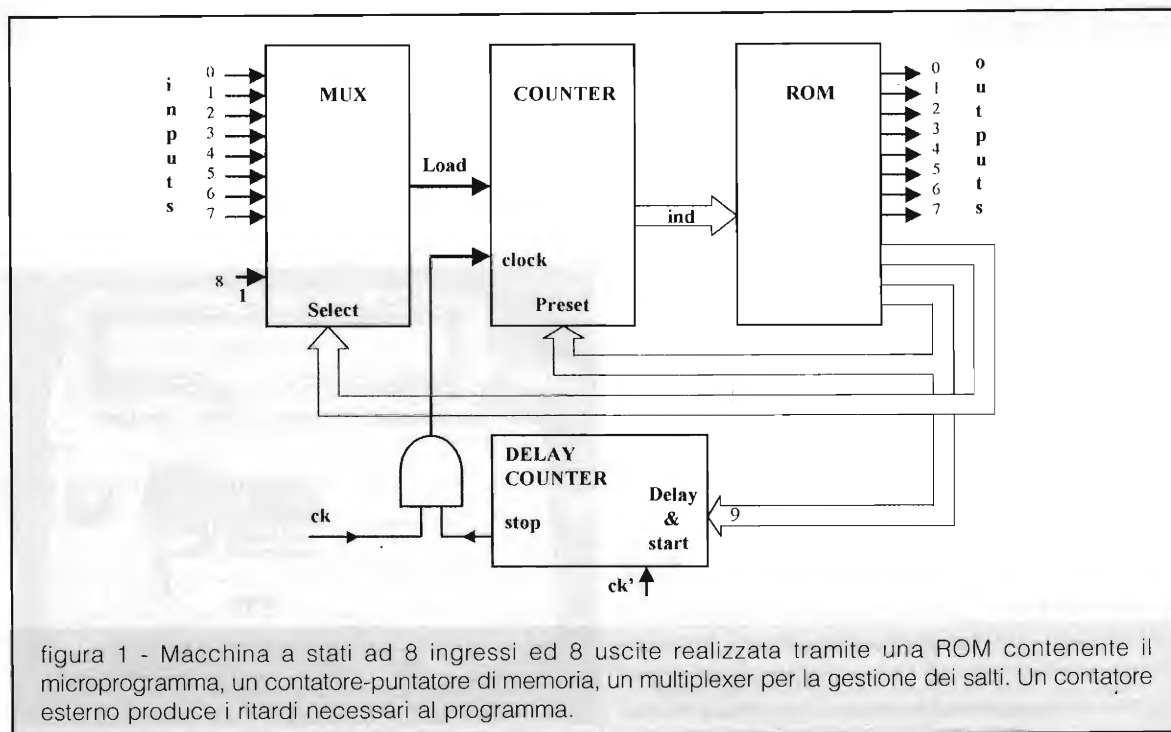 inputs
0
1
2
3
4
5
6
7
8
1
MUX
Select
Load
COUNTER
clock
Preset
ind
ROM
0
1
2
3
4
5
6
7
outputs
DELAY
COUNTER
Delay
&
start
9
stop
ck
ck'
figura 1 - Macchina a stati ad 8 ingressi ed 8 uscite realizzata tramite una ROM contenente il
microprogramma, un contatore-puntatore di memoria, un multiplexer per la gestione dei salti. Un contatore
esterno produce i ritardi necessari al programma.